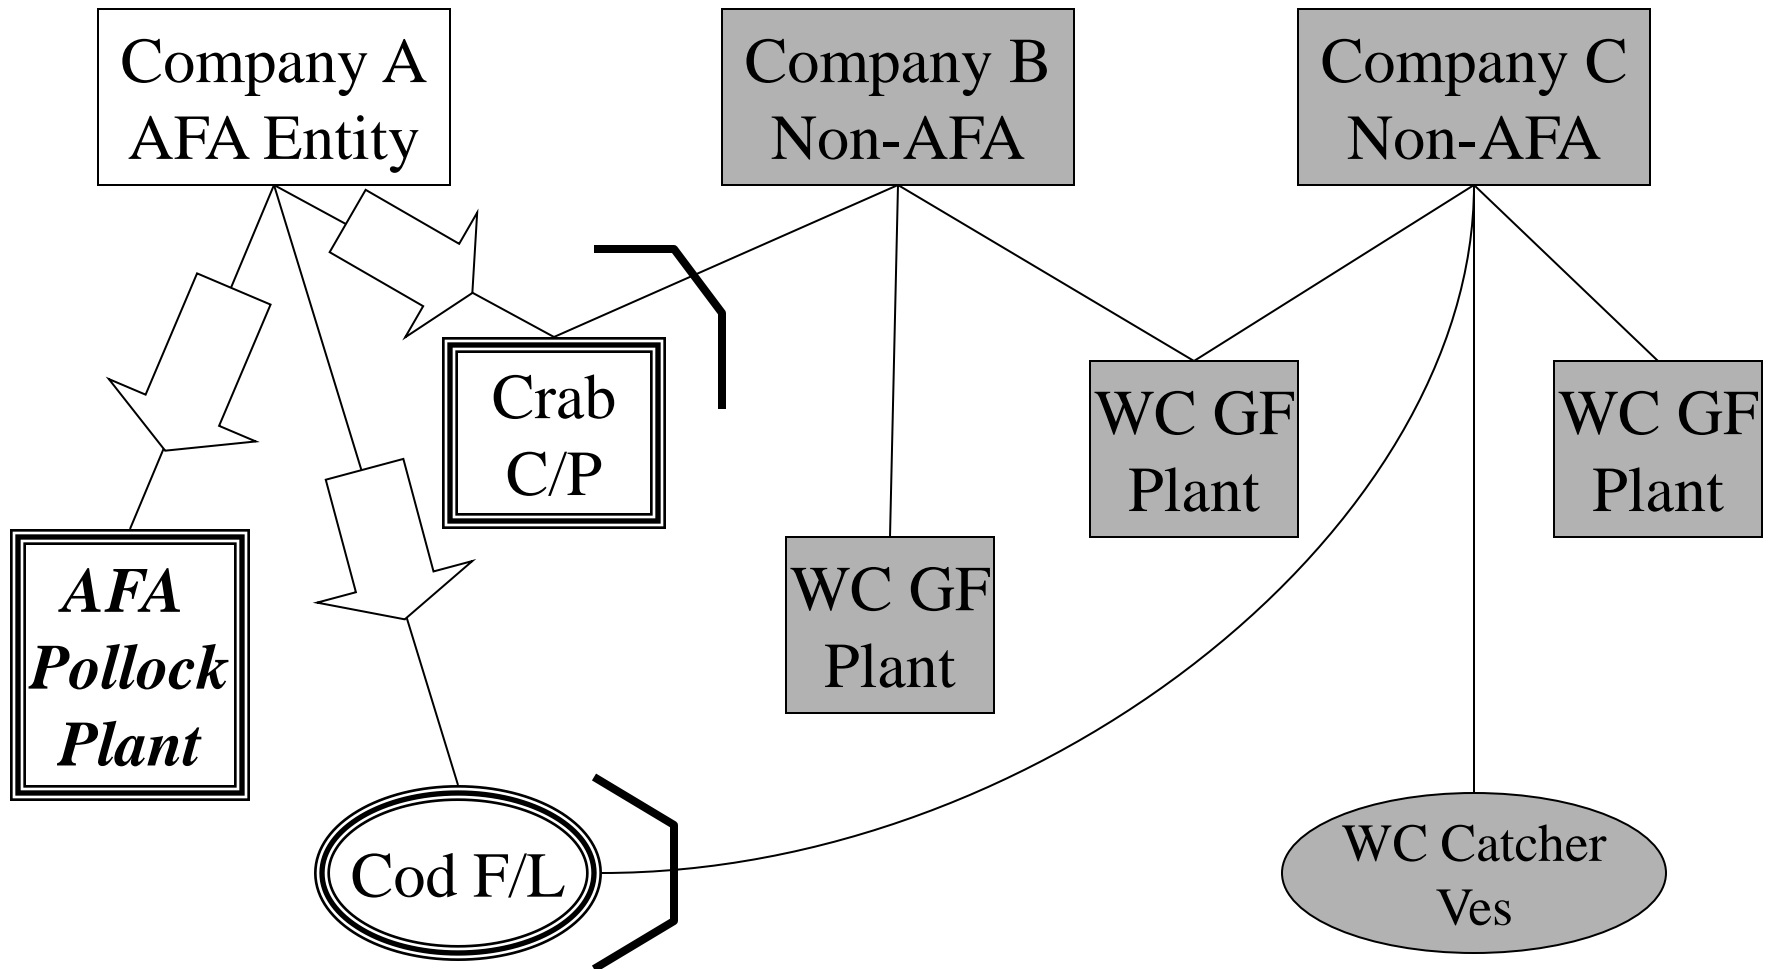 Company A
AFA Entity
Company B
Non-AFA
Company C
Non-AFA
Crab
C/P
WC GF
Plant
WC GF
Plant
AFA
Pollock
Plant
WC GF
Plant
Cod F/L
WC Catcher
Ves